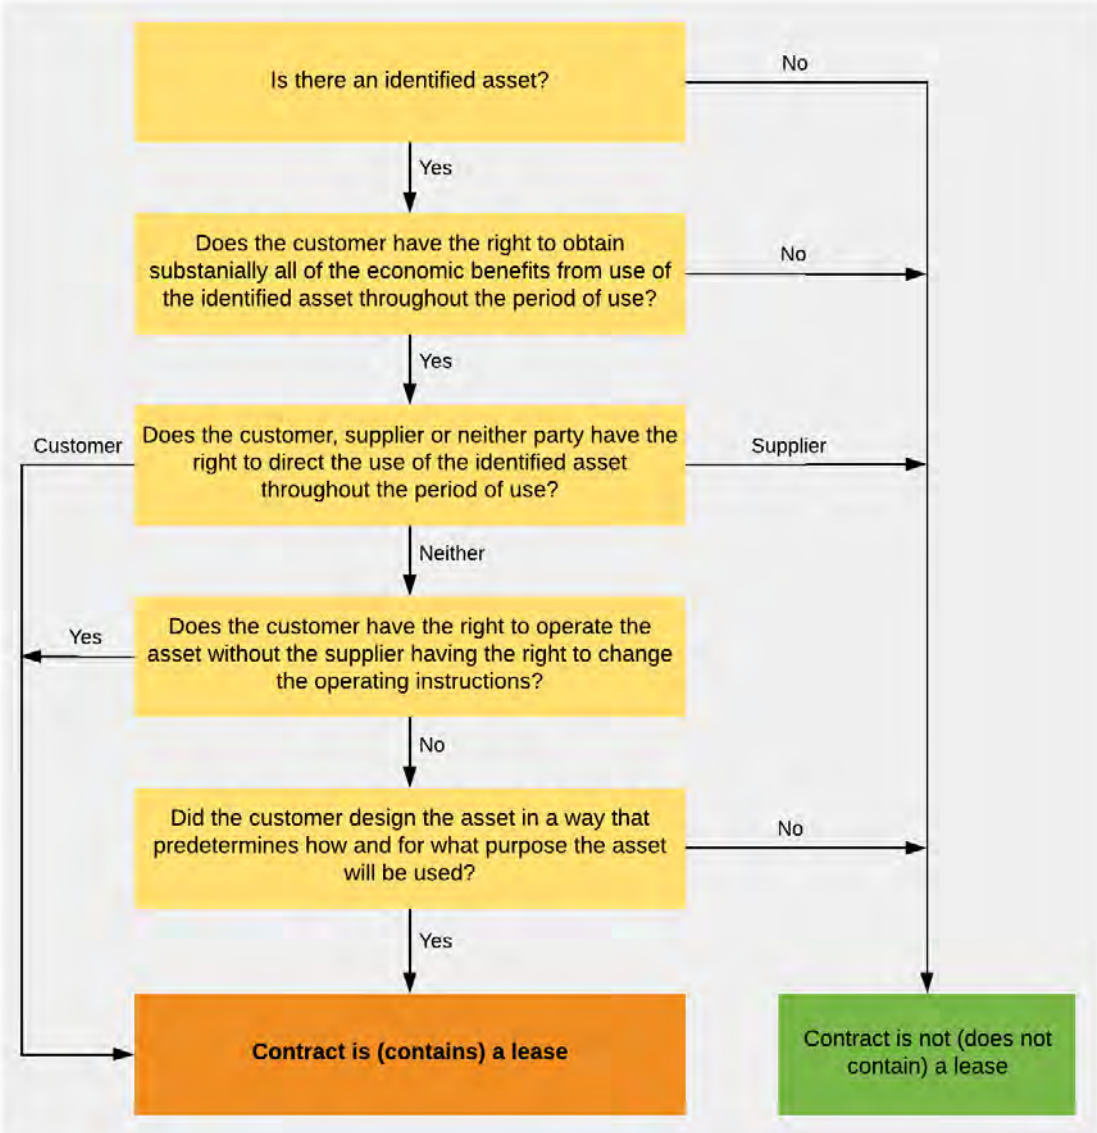 Is there an identified asset?
No
Yes
Does the customer have the right to obtain
substanially all of the economic benefits from use of
the identified asset throughout the period of use?
No
Yes
Customer
Does the customer, supplier or neither party have the
right to direct the use of the identified asset
throughout the period of use?
Supplier
Neither
Yes
Does the customer have the right to operate the
asset without the supplier having the right to change
the operating instructions?
No
Did the customer design the asset in a way that
predetermines how and for what purpose the asset
will be used?
No
Yes
Contract is (contains) a lease
Contract is not (does not
contain) a lease